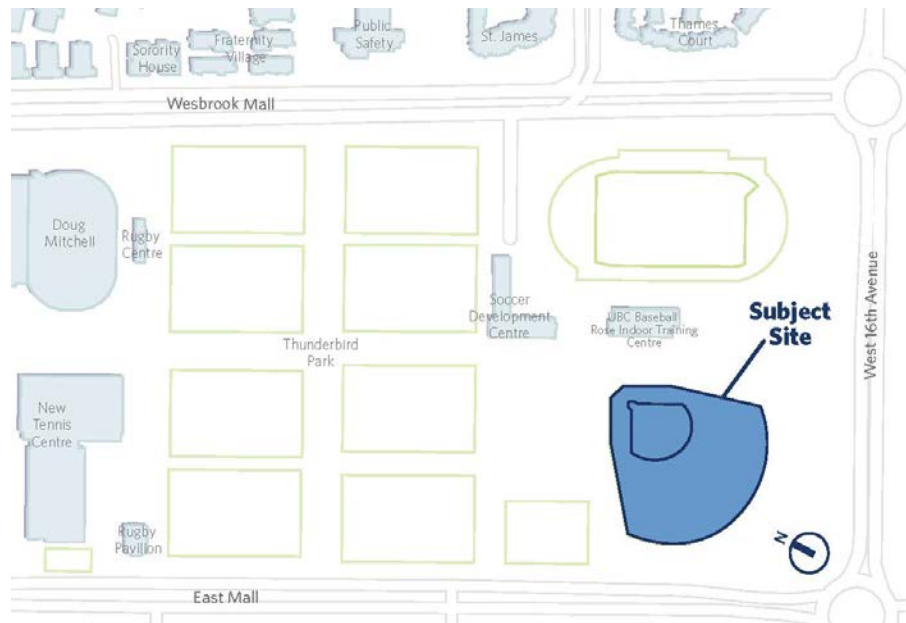 Sorority
House
Fraternity
Village
Public
Safety
St. James
Thames
Court
Wesbrook Mall
Doug
Mitchell
Rugby
Centre
Soccer
Development
Centre
UBC Baseball
Rose Indoor Training
Centre
Subject
Site
West 16th Avenue
Thunderbird
Park
New
Tennis
Centre
Rugby
Pavilion
N
East Mall